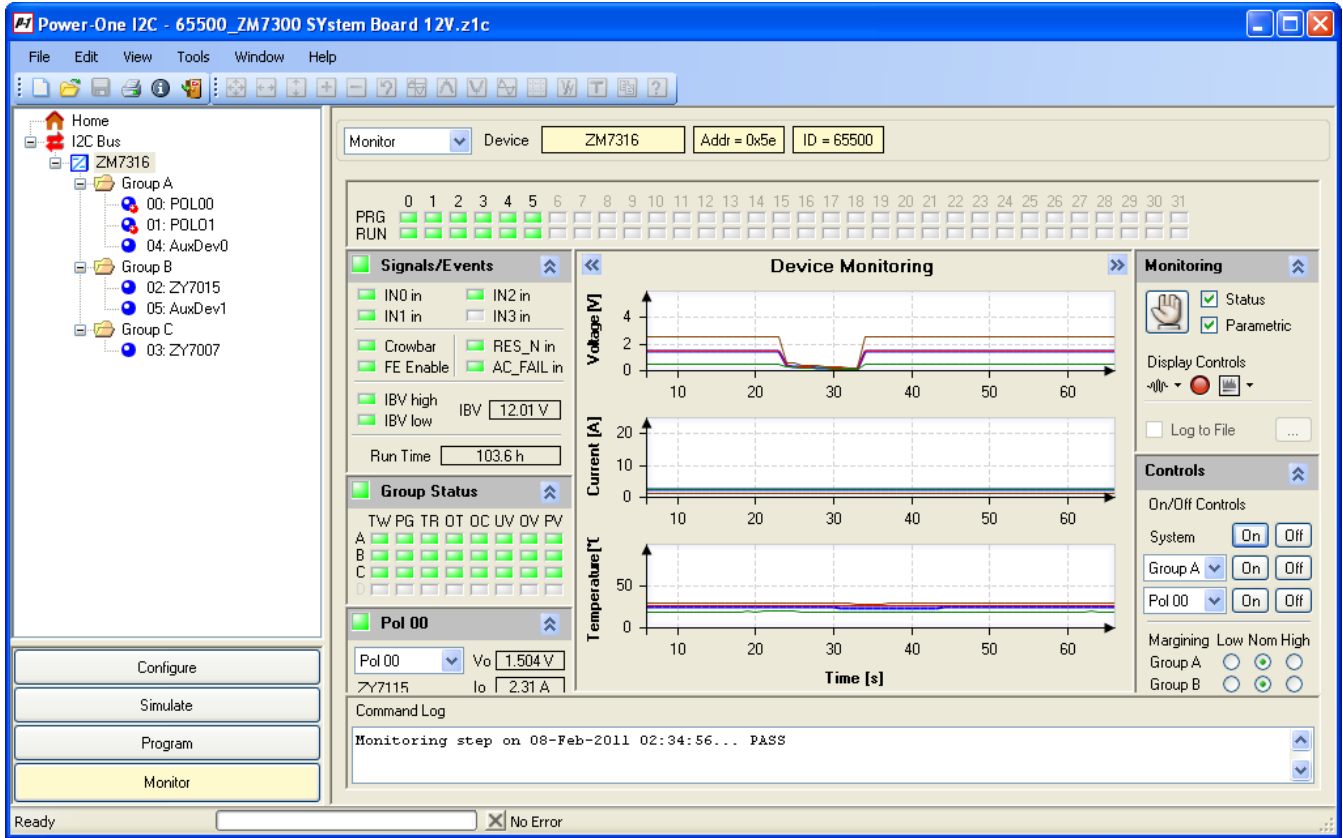 Power-One I2C - 65500_ZM7300 SYstem Board 12V.z1c
File Edit View Tools Window Help
Home
I2C Bus
ZM7316
Group A
00: POL00
01: POLO1
04: AuxDev0
Group B
02: ZY7015
05: AuxDev1
Group C
03: ZY7007
Configure
Simulate
Program
Monitor
Monitor Device ZM7316 Addr = 0x5e ID = 65500
0 1 2 3 4 5 6 7 8 9 10 11 12 13 14 15 16 17 18 19 20 21 22 23 24 25 26 27 28 29 30 31
PRG
RUN
Signals/Events
IN0 in IN2 in
IN1 in IN3 in
Crowbar RES_N in
FE Enable AC_FAIL in
IBV high
IBV low
IBV 12.01 V
Run Time 103.6 h
Group Status
TW PG TR OT OC UV OV PV
A
B
C
D
Pol 00
Pol 00 Vo 1.504 V
ZY7115 Io 2.31 A
Device Monitoring
Voltage [V]
4
2
0
10 20 30 40 50 60
Current [A]
20
10
0
10 20 30 40 50 60
Temperature[°C
50
0
10 20 30 40 50 60
Time [s]
Monitoring
Status
Parametric
Display Controls
Log to File ...
Controls
On/Off Controls
System On Off
Group A On Off
Pol 00 On Off
Margining Low Nom High
Group A
Group B
Command Log
Monitoring step on 08-Feb-2011 02:34:56... PASS
Ready No Error